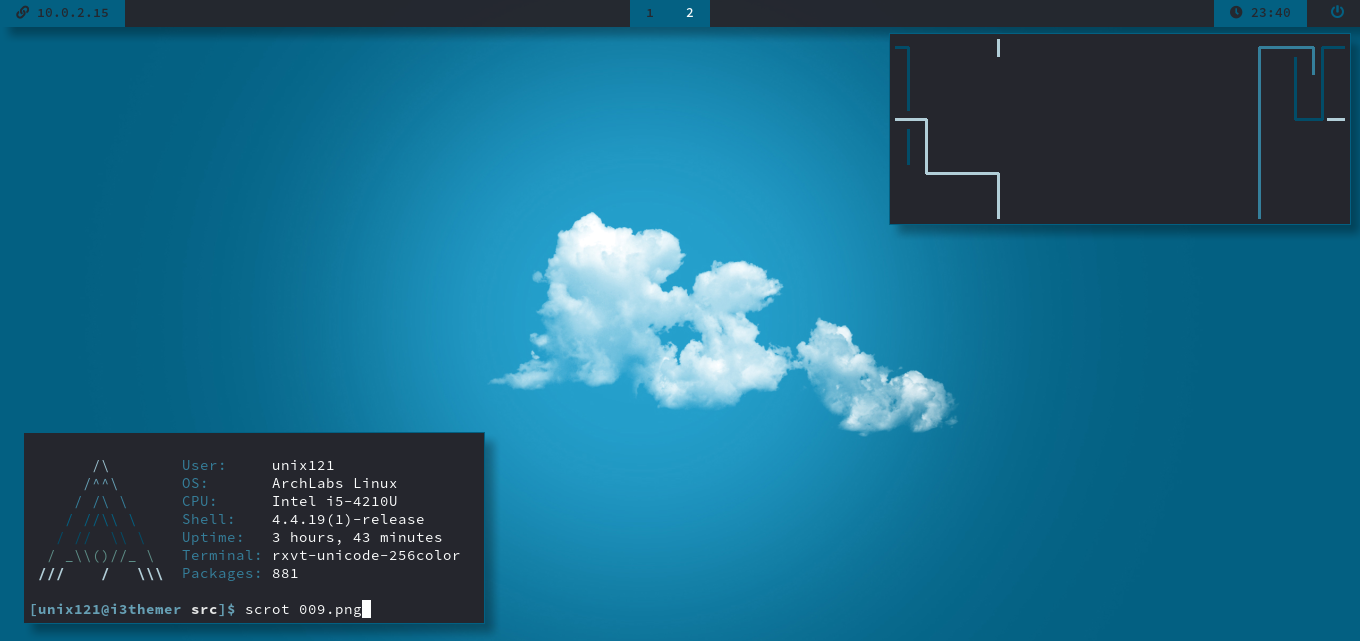 10.0.2.15
1 2
23:40
/\
/^^\
/ /\ \
/ //\\ \
/ // \\ \
/ _\\()//_ \
/// / \\\
User: unix121
OS: ArchLabs Linux
CPU: Intel i5-4210U
Shell: 4.4.19(1)-release
Uptime: 3 hours, 43 minutes
Terminal: rxvt-unicode-256color
Packages: 881
[unix121@i3themer src]$ scrot 009.png